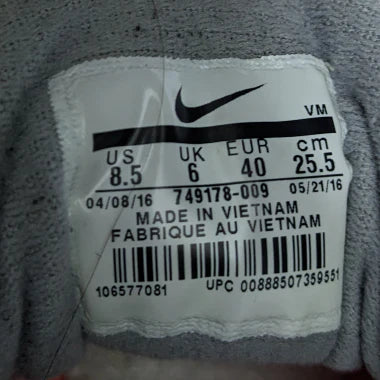 VM
US UK EUR cm
8.5 6 40 25.5
04/08/16 749178-009 05/21/16
MADE IN VIETNAM
FABRIQUE AU VIETNAM
106577081 UPC 00888507359551